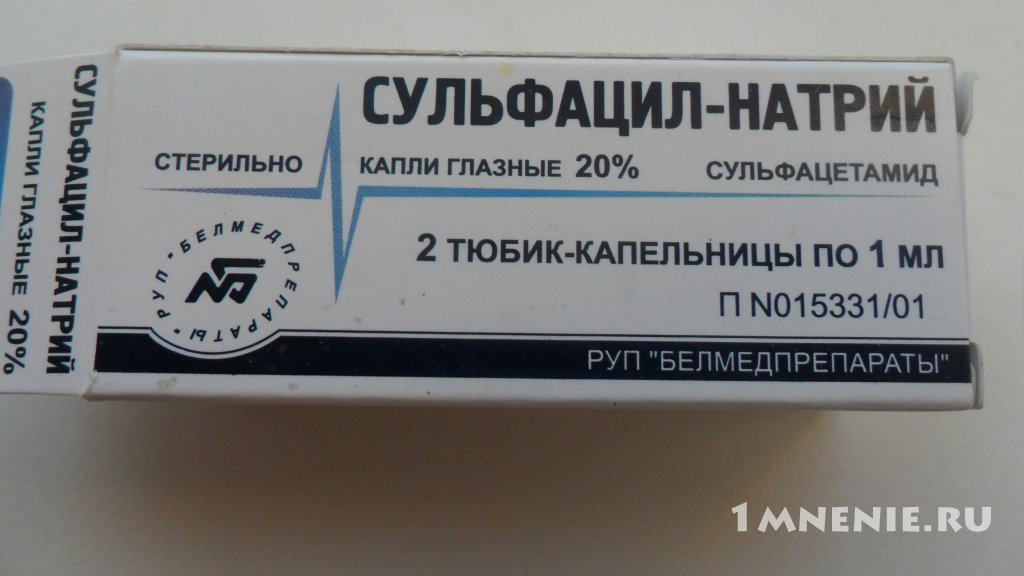 СУЛЬФАЦИЛ-НАТРИЙ
КАПЛИ ГЛАЗНЫЕ 20%
СУЛЬФАЦИЛ-НАТРИЙ
СТЕРИЛЬНО КАПЛИ ГЛАЗНЫЕ 20% СУЛЬФАЦЕТАМИД
2 ТЮБИК-КАПЕЛЬНИЦЫ ПО 1 МЛ
П N015331/01
РУП · БЕЛМЕДПРЕПАРАТЫ ·
РУП "БЕЛМЕДПРЕПАРАТЫ"
1MNENIE.RU